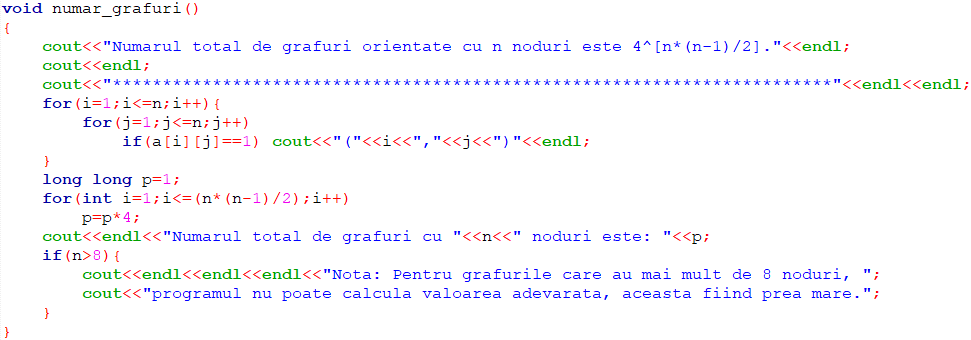 void numar_grafuri()
{
    cout<<"Numarul total de grafuri orientate cu n noduri este 4^[n*(n-1)/2]."<<endl;
    cout<<endl;
    cout<<"************************************************************************"<<endl<<endl;
    for(i=1;i<=n;i++){
        for(j=1;j<=n;j++)
            if(a[i][j]==1) cout<<"("<<i<<","<<j<<")"<<endl;
    }
    long long p=1;
    for(int i=1;i<=(n*(n-1)/2);i++)
        p=p*4;
    cout<<endl<<"Numarul total de grafuri cu "<<n<<" noduri este: "<<p;
    if(n>8){
        cout<<endl<<endl<<endl<<"Nota: Pentru grafurile care au mai mult de 8 noduri, ";
        cout<<"programul nu poate calcula valoarea adevarata, aceasta fiind prea mare.";
    }
}